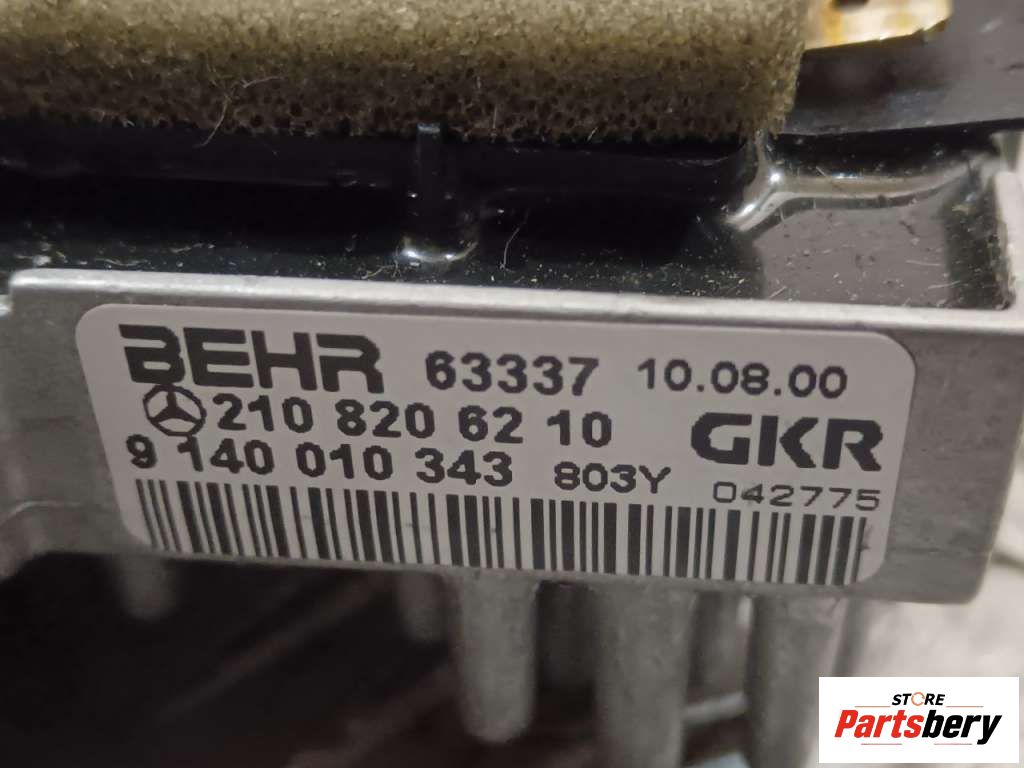 BEHR 63337 10.08.00
210 820 62 10 GKR
9 140 010 343 803Y 042775
STORE
Partsbery